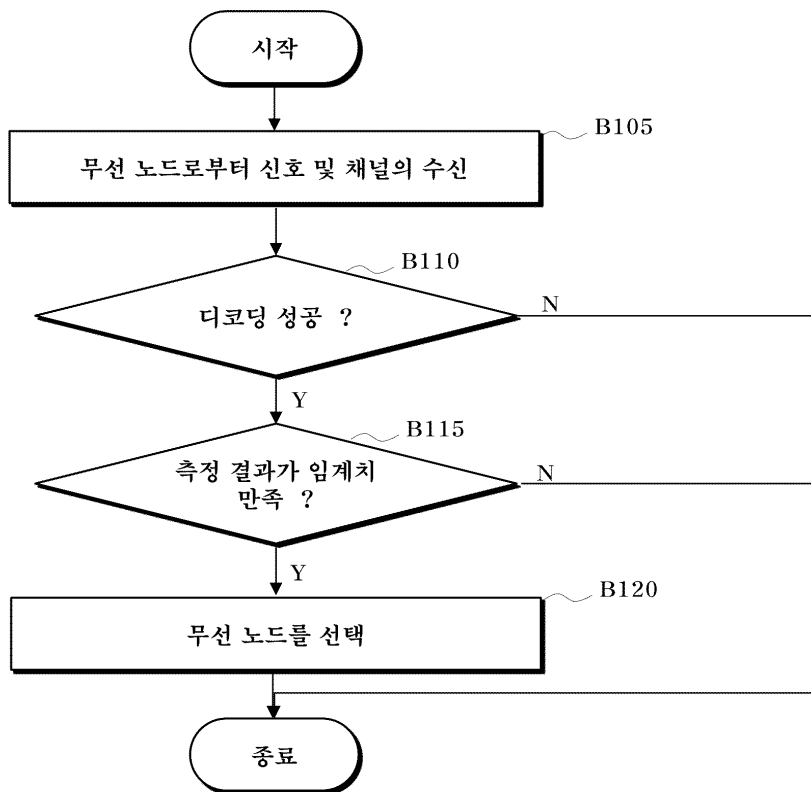 시작
B105
무선 노드로부터 신호 및 채널의 수신
B110
디코딩 성공 ?
N
Y
B115
측정 결과가 임계치
만족 ?
N
Y
B120
무선 노드를 선택
종료